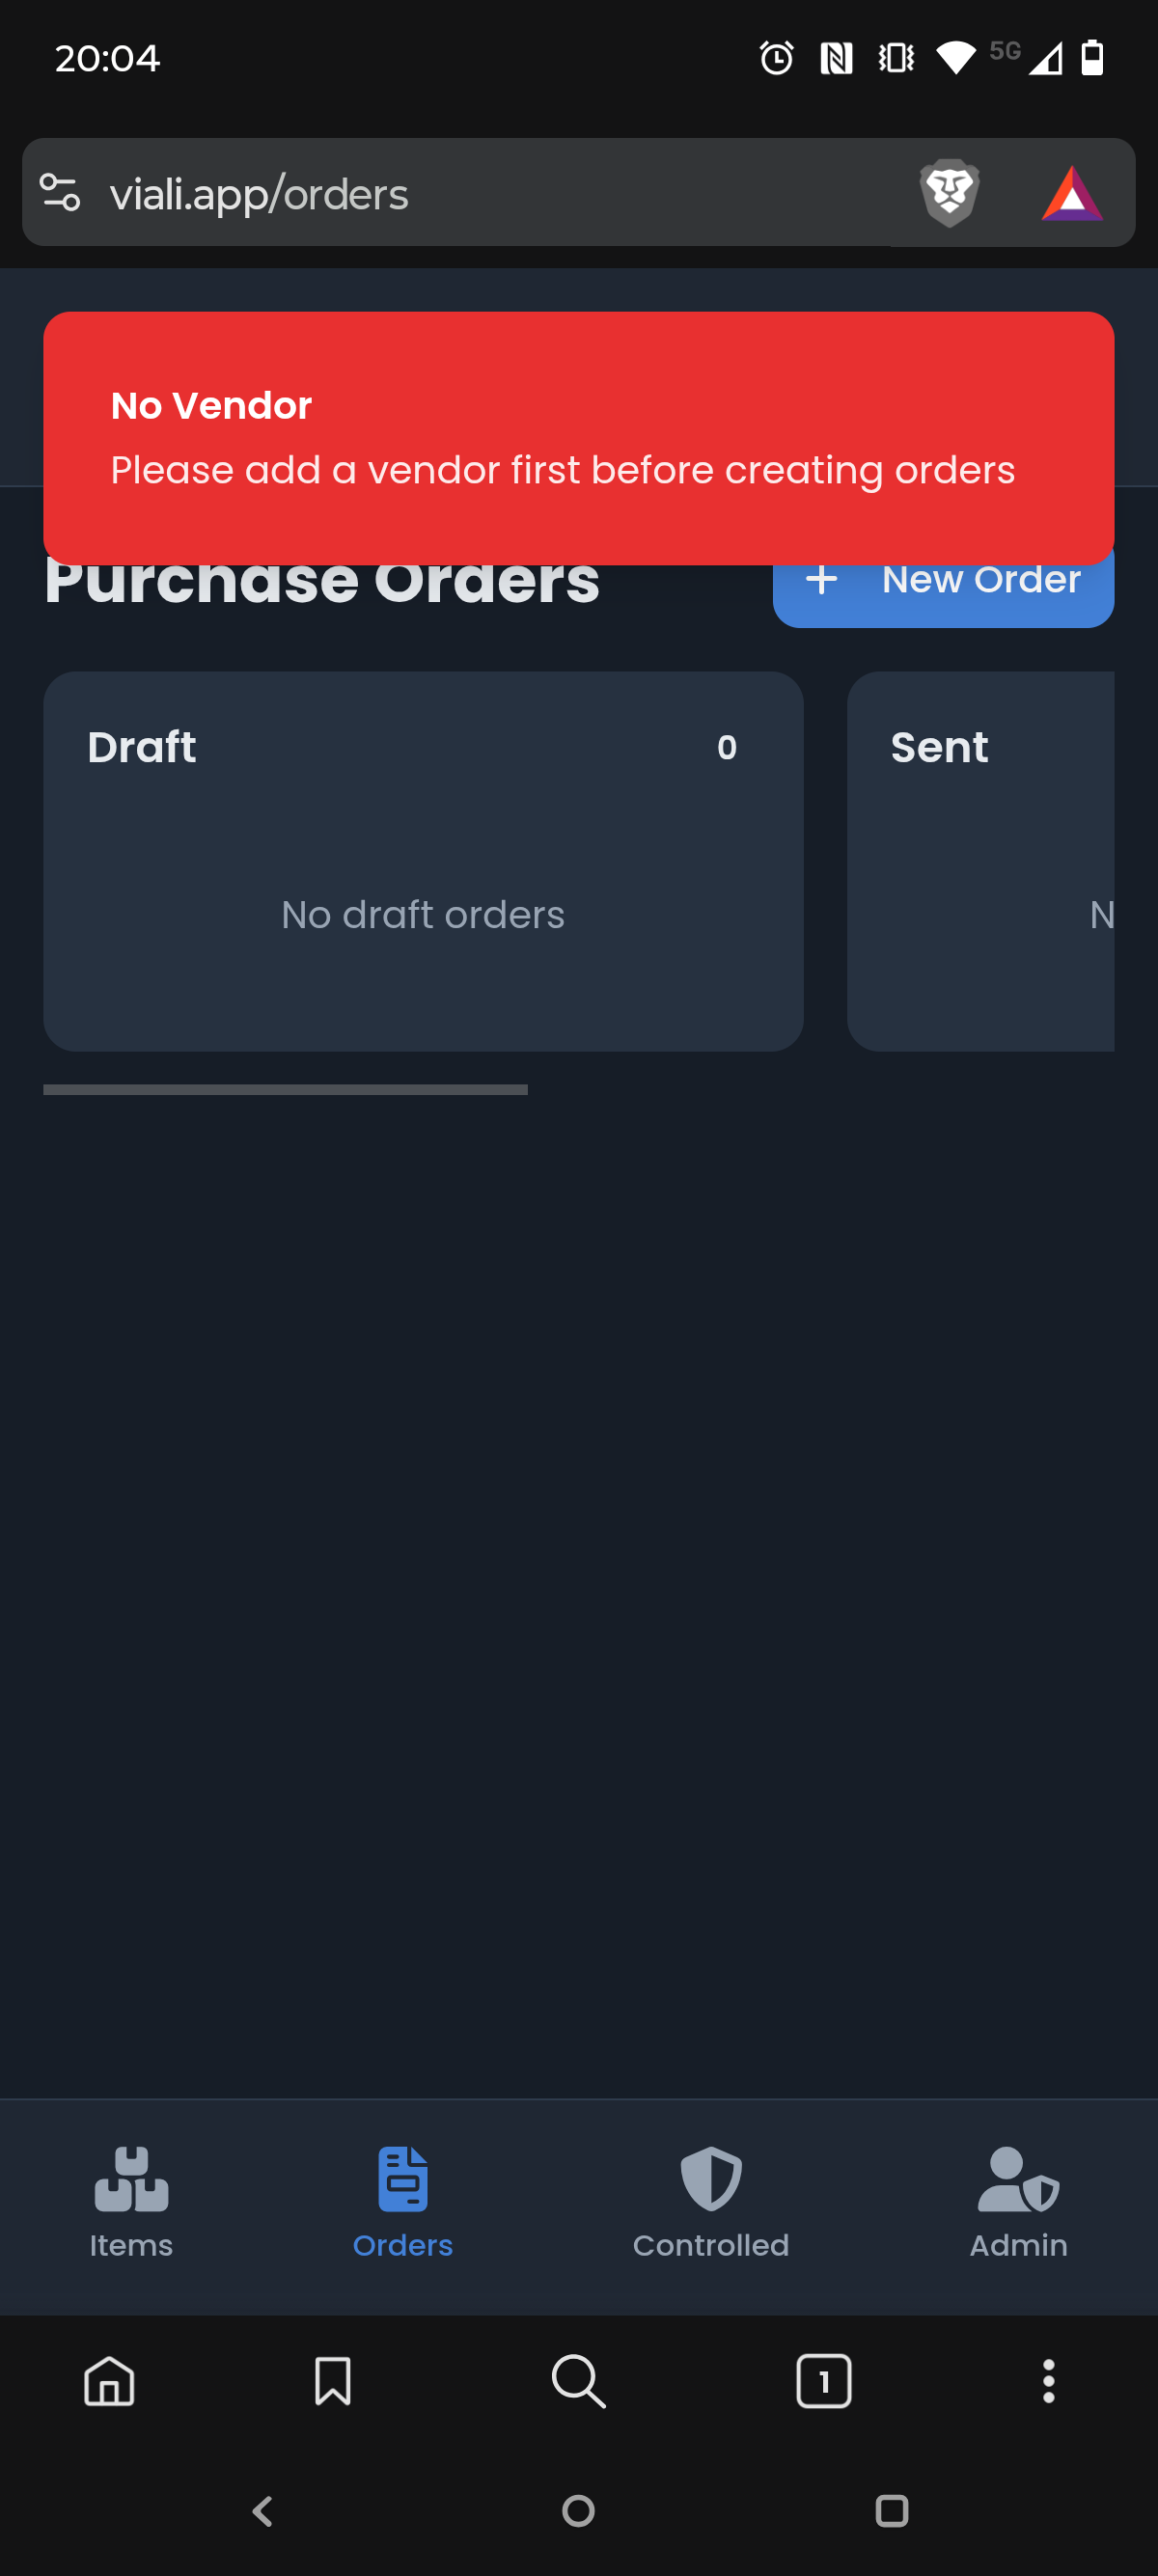 20:04
5G
viali.app/orders
No Vendor
Please add a vendor first before creating orders
Purchase Orders
New Order
Draft
0
Sent
No draft orders
N
Items
Orders
Controlled
Admin
1